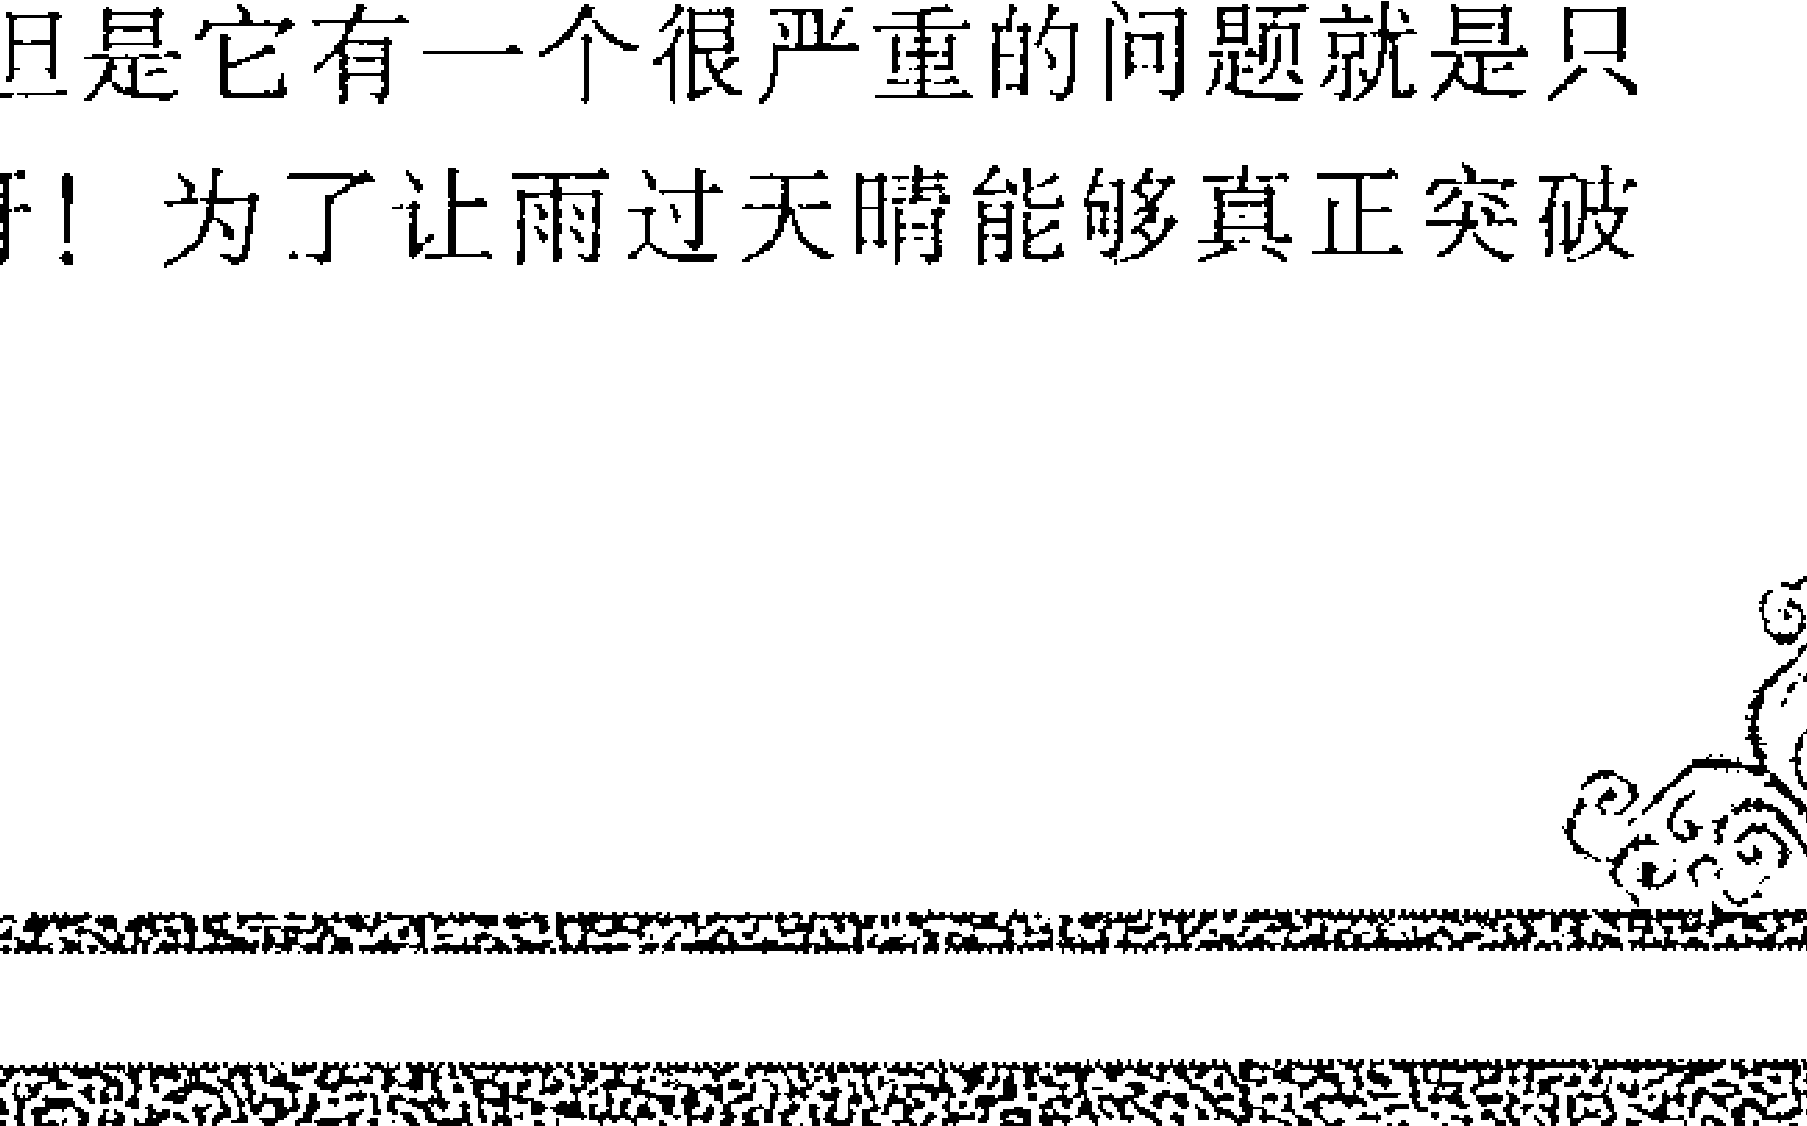 但是它有一个很严重的问题就是只
！为了让雨过天晴能够真正突破